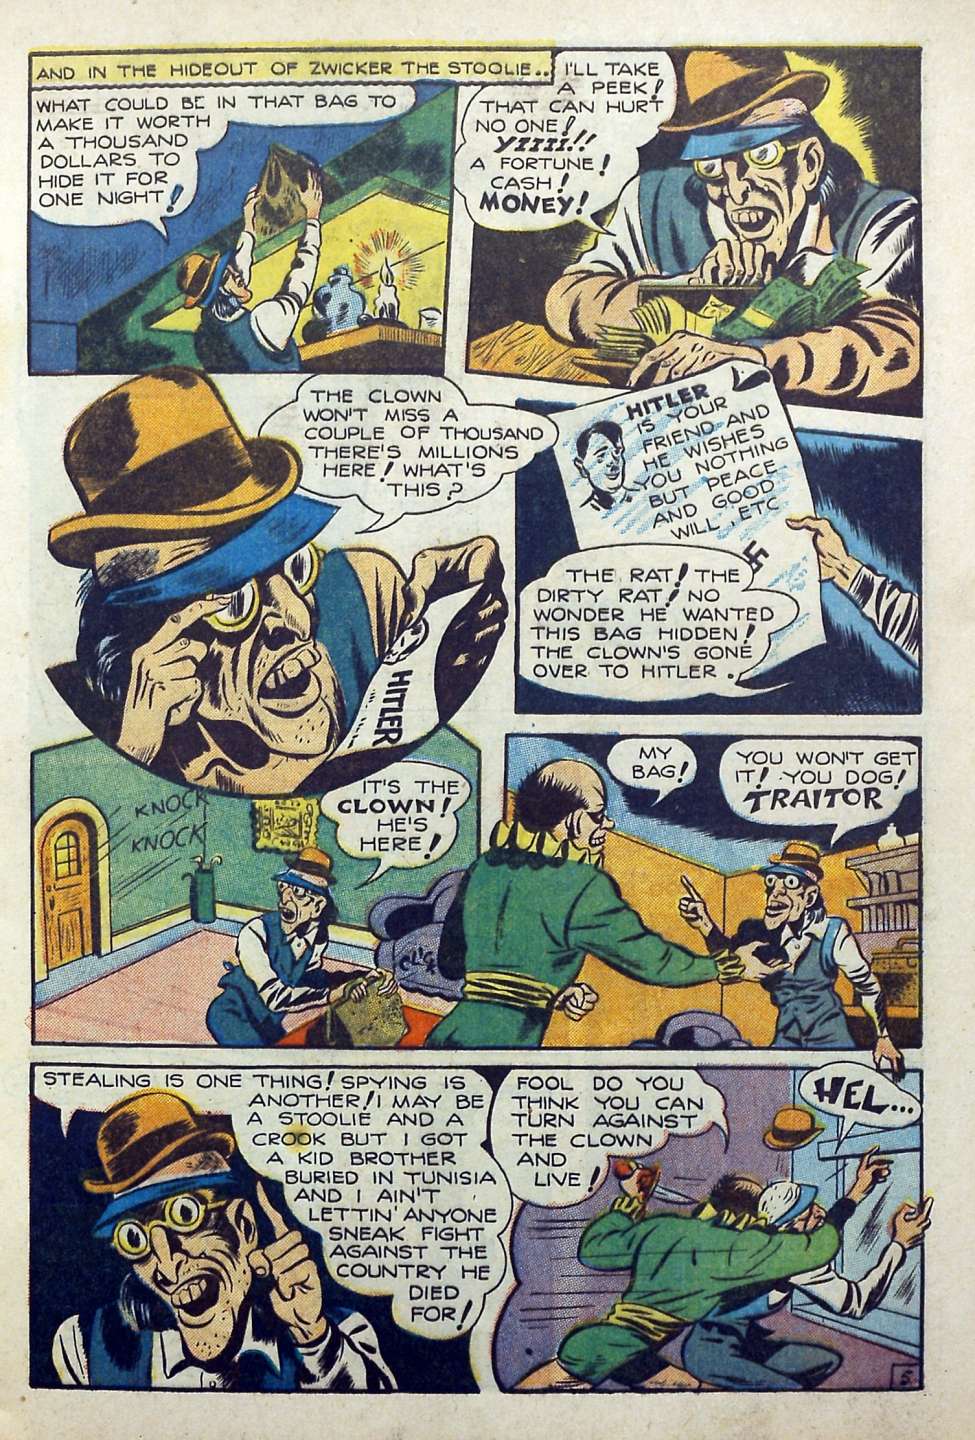 AND IN THE HIDEOUT OF ZWICKER THE STOOLIE..
WHAT COULD BE IN THAT BAG TO
MAKE IT WORTH
A THOUSAND
DOLLARS TO
HIDE IT FOR
ONE NIGHT!
I'LL TAKE
A PEEK!
THAT CAN HURT
NO ONE!
YIIII!!
A FORTUNE!
CASH!
MONEY!
THE CLOWN
WON'T MISS A
COUPLE OF THOUSAND
THERE'S MILLIONS
HERE! WHAT'S
THIS?
HITLER
HITLER
IS YOUR
FRIEND AND
HE WISHES
YOU NOTHING
BUT PEACE
AND GOOD
WILL, ETC
THE RAT! THE
DIRTY RAT! NO
WONDER HE WANTED
THIS BAG HIDDEN!
THE CLOWN'S GONE
OVER TO HITLER.
KNOCK
KNOCK!
IT'S THE
CLOWN!
HE'S
HERE!
CLICK
MY
BAG!
YOU WON'T GET
IT! YOU DOG!
TRAITOR
STEALING IS ONE THING! SPYING IS
ANOTHER! I MAY BE
A STOOLIE AND A
CROOK BUT I GOT
A KID BROTHER
BURIED IN TUNISIA
AND I AIN'T
LETTIN' ANYONE
SNEAK FIGHT
AGAINST THE
COUNTRY HE
DIED
FOR!
FOOL DO YOU
THINK YOU CAN
TURN AGAINST
THE CLOWN
AND
LIVE!
HEL...
5